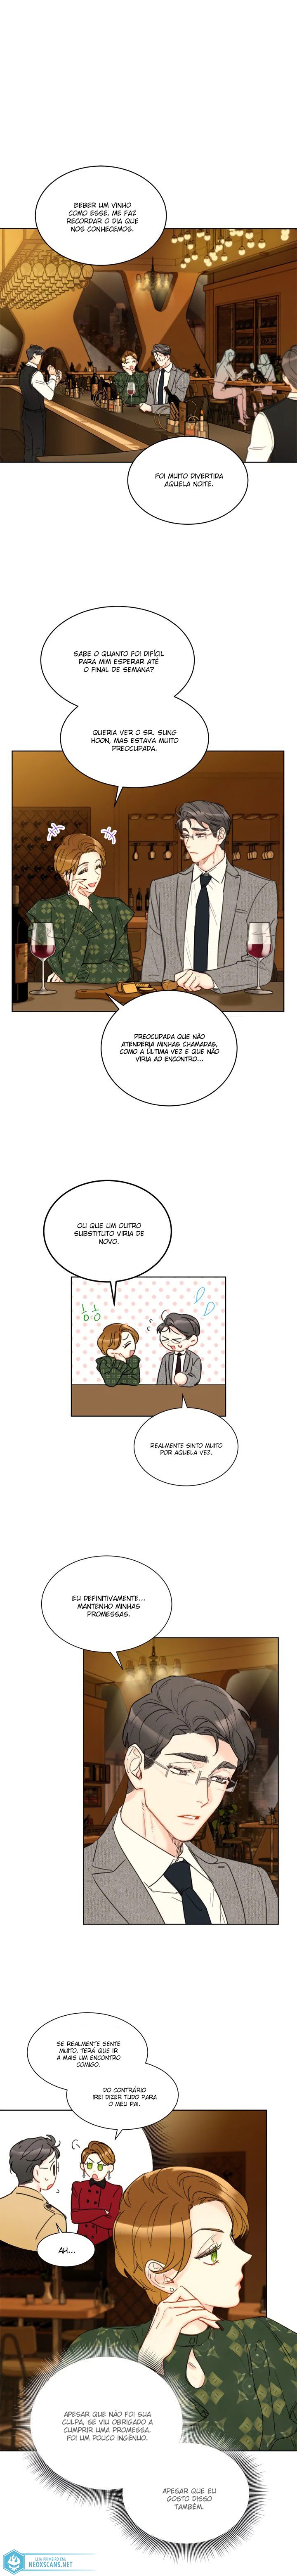 BEBER UM VINHO
COMO ESSE, ME FAZ
RECORDAR O DIA QUE
NOS CONHECEMOS.
FOI MUITO DIVERTIDA
AQUELA NOITE.
SABE O QUANTO FOI DIFÍCIL
PARA MIM ESPERAR ATÉ
O FINAL DE SEMANA?
QUERIA VER O SR. SUNG
HOON, MAS ESTAVA MUITO
PREOCUPADA.
PREOCUPADA QUE NÃO
ATENDERIA MINHAS CHAMADAS,
COMO A ÚLTIMA VEZ E QUE NÃO
VIRIA AO ENCONTRO...
OU QUE UM OUTRO
SUBSTITUTO VIRIA DE
NOVO.
REALMENTE SINTO MUITO
POR AQUELA VEZ.
EU DEFINITIVAMENTE...
MANTENHO MINHAS
PROMESSAS.
SE REALMENTE SENTE
MUITO, TERÁ QUE IR
A MAIS UM ENCONTRO
COMIGO.
DO CONTRÁRIO
IREI DIZER TUDO PARA
O MEU PAI.
AH...
APESAR QUE NÃO FOI SUA
CULPA, SE VIU OBRIGADO A
CUMPRIR UMA PROMESSA.
FOI UM POUCO INGÊNUO.
APESAR QUE EU
GOSTO DISSO
TAMBÉM.
LEIA PRIMEIRO EM
NEOXSCANS.NET